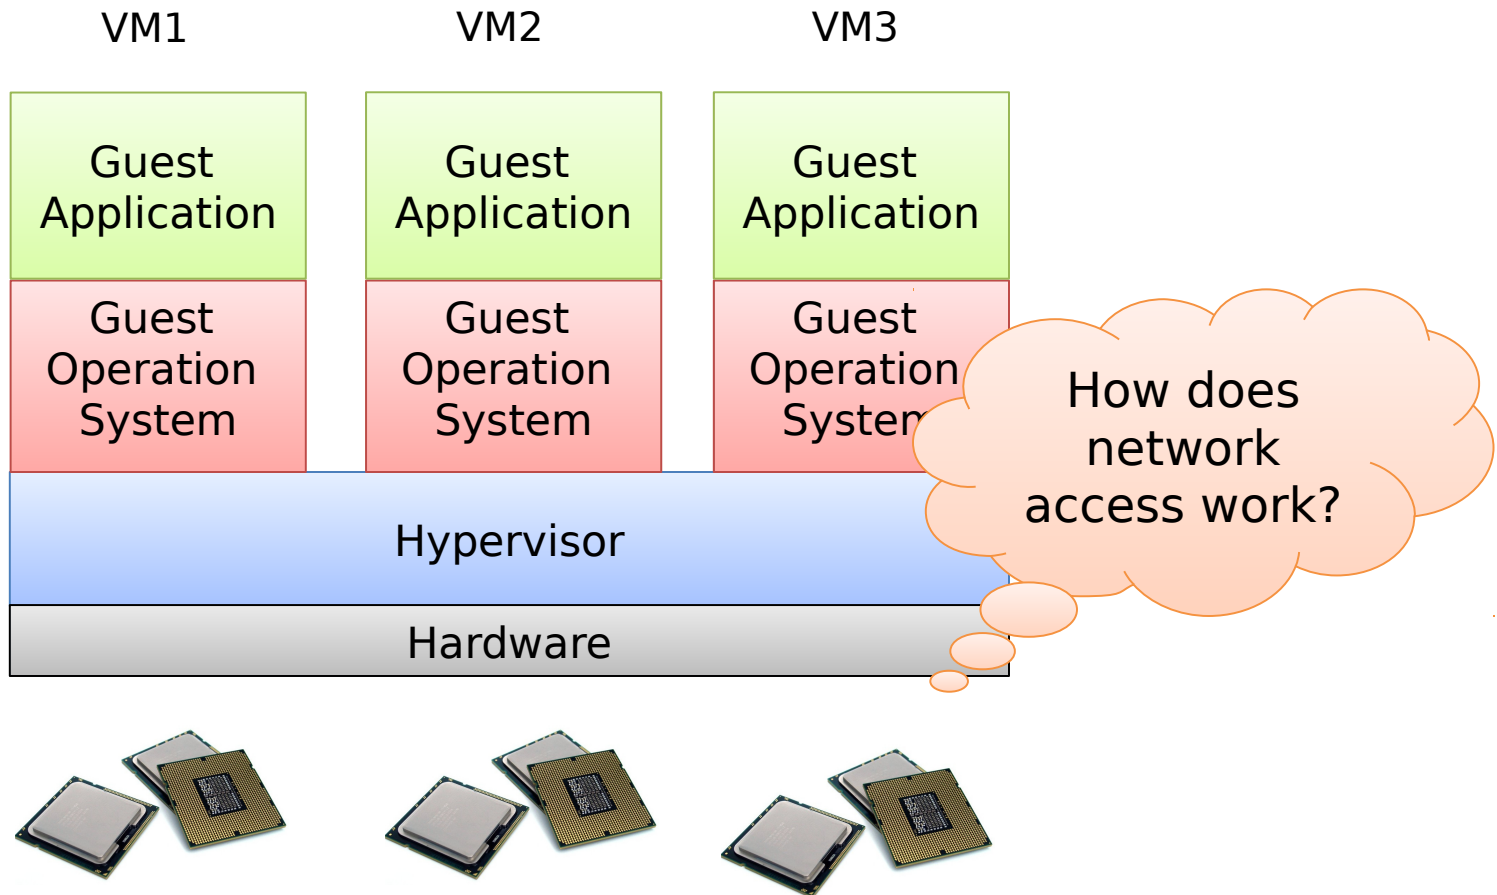 VM1
VM2
VM3
Guest
Application
Guest
Application
Guest
Application
Guest
Operation
System
Guest
Operation
System
Guest
Operation
System
How does
network
access work?
Hypervisor
Hardware